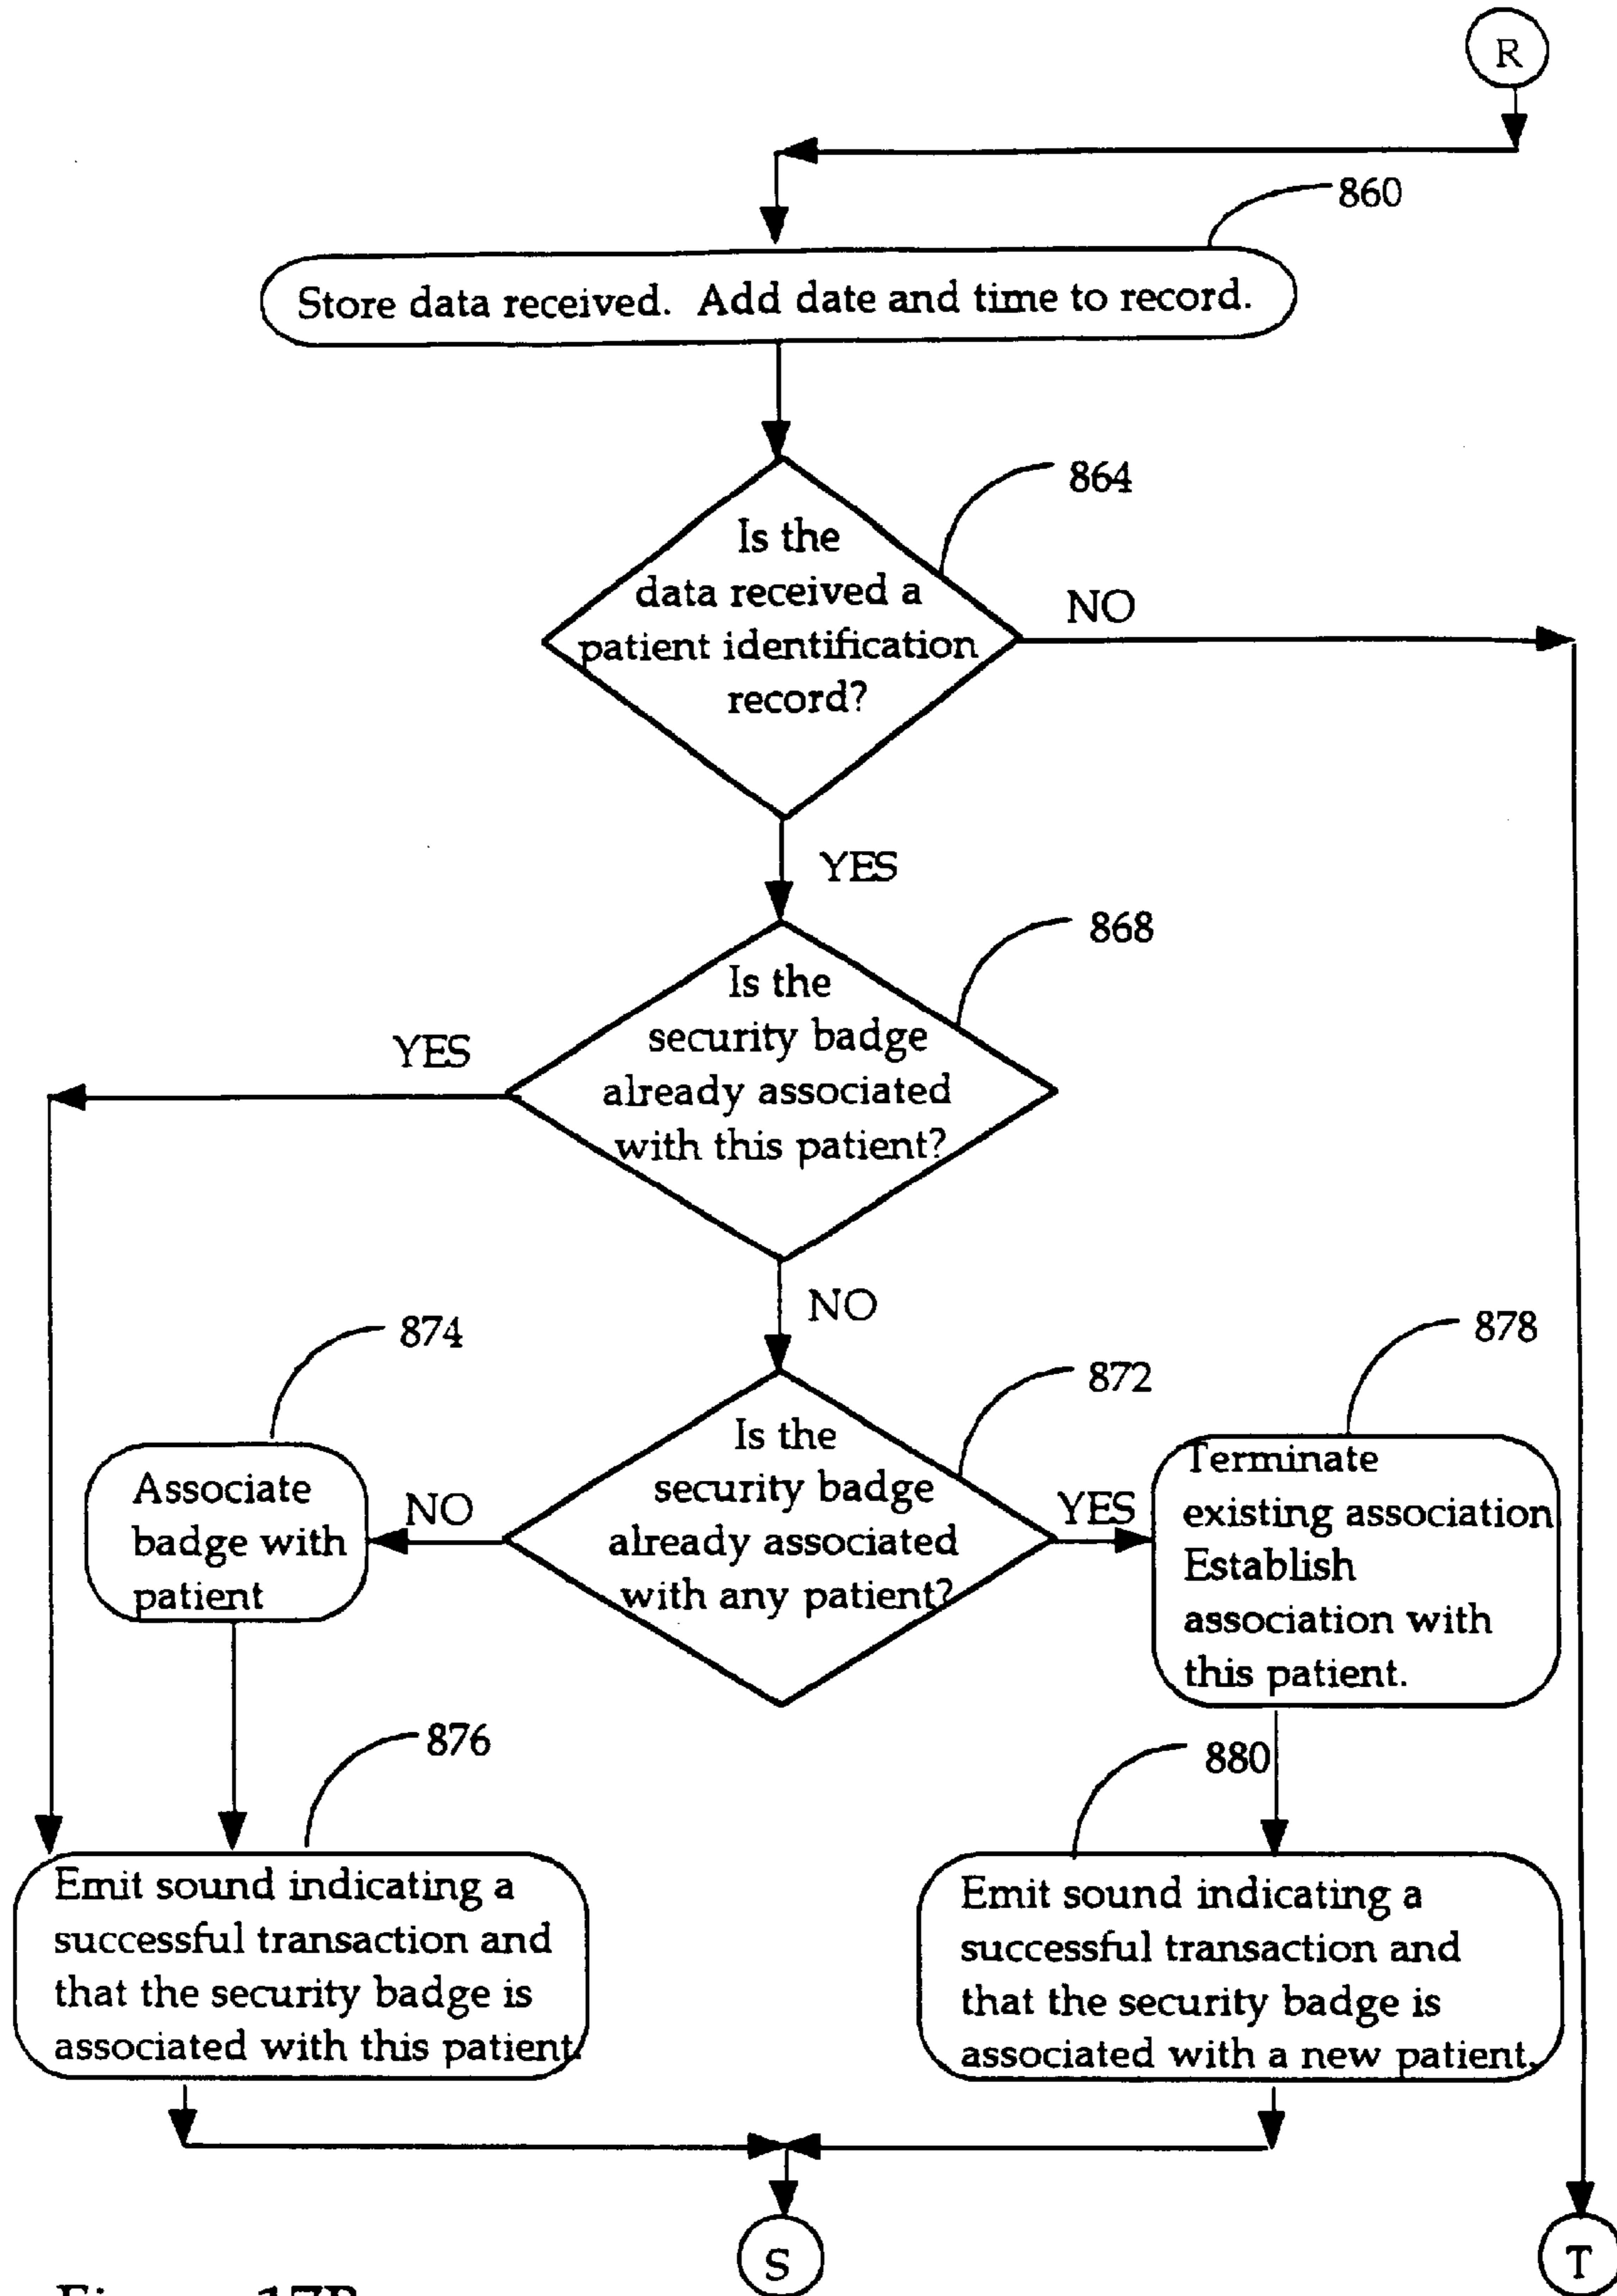 R
860
Store data received. Add date and time to record.
864
Is the
data received a
patient identification
record?
NO
YES
868
Is the
security badge
already associated
with this patient?
YES
NO
874
878
872
Is the
security badge
already associated
with any patient?
Associate
badge with
patient
NO
YES
Terminate
existing association
Establish
association with
this patient.
876
880
Emit sound indicating a
successful transaction and
that the security badge is
associated with this patient.
Emit sound indicating a
successful transaction and
that the security badge is
associated with a new patient.
S
T
Figure 17B